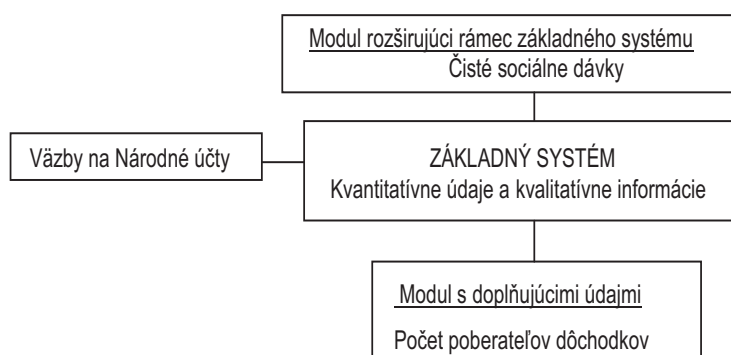 Modul rozširujúci rámec základného systému
Čisté sociálne dávky
Väzby na Národné účty
ZÁKLADNÝ SYSTÉM
Kvantitatívne údaje a kvalitatívne informácie
Modul s doplňujúcimi údajmi
Počet poberateľov dôchodkov